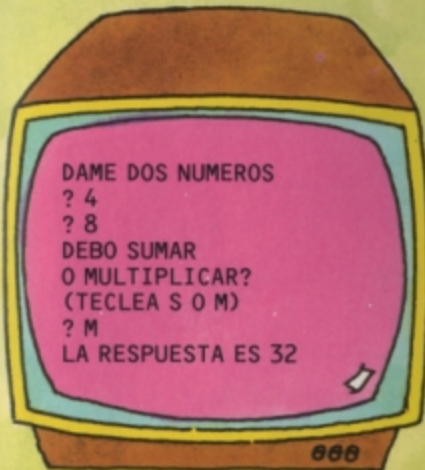 DAME DOS NUMEROS
? 4
? 8
DEBO SUMAR
O MULTIPLICAR?
(TECLEA S O M)
? M
LA RESPUESTA ES 32